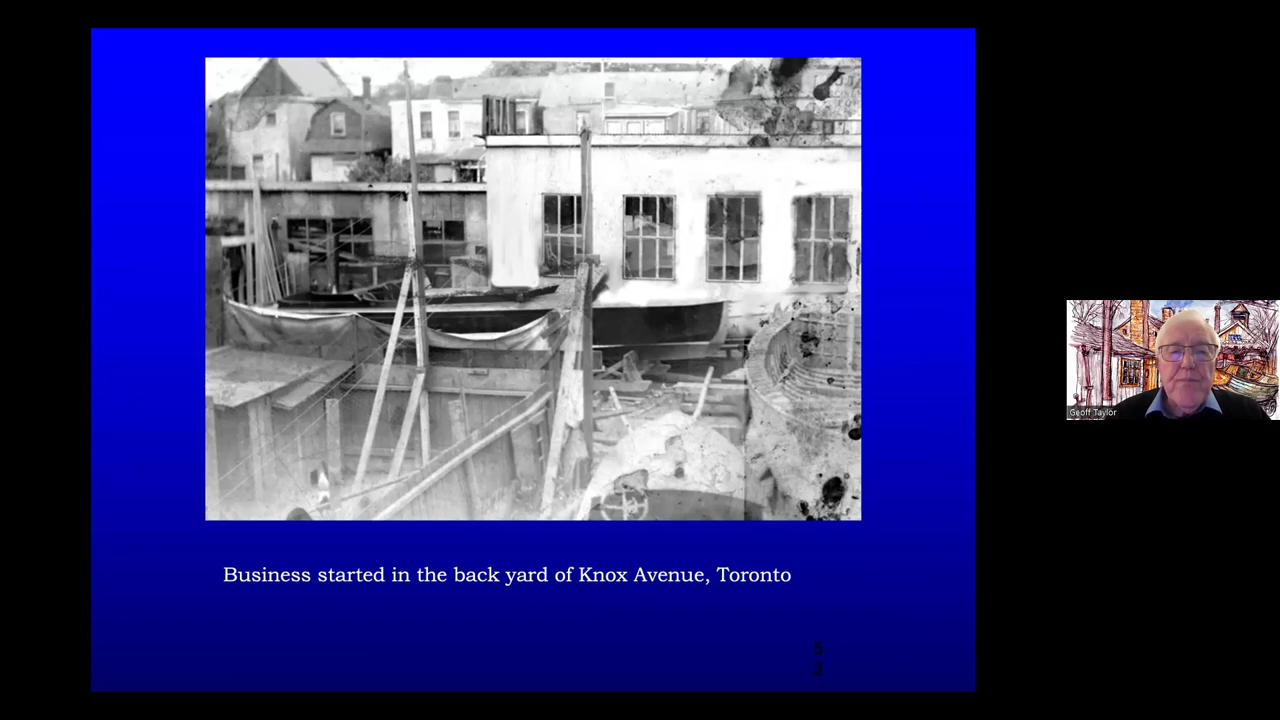 Business started in the back yard of Knox Avenue, Toronto
Geoff Taylor